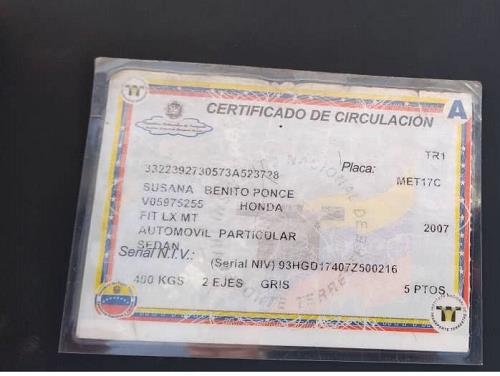 CERTIFICADO DE CIRCULACIÓN
A
TR1
3322392730573A523728 Placa:
MET17C
SUSANA BENITO PONCE
V05975255 HONDA
FIT LX MT 2007
AUTOMOVIL PARTICULAR
SEDAN
Serial N.I.V.: (Serial NIV) 93HGD17407Z500216
400 KGS 2 EJES GRIS 5 PTOS.